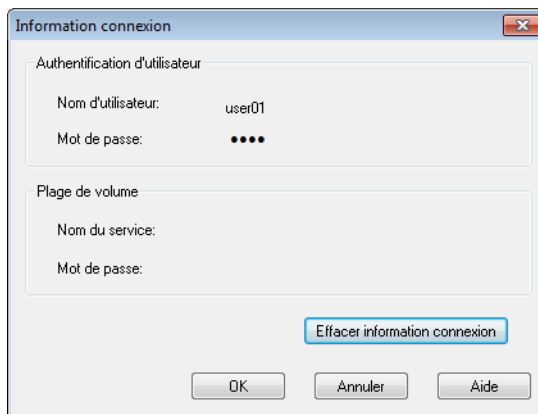 Information connexion
Authentification d'utilisateur
Nom d'utilisateur: user01
Mot de passe: ••••
Plage de volume
Nom du service:
Mot de passe:
Effacer information connexion
OK Annuler Aide